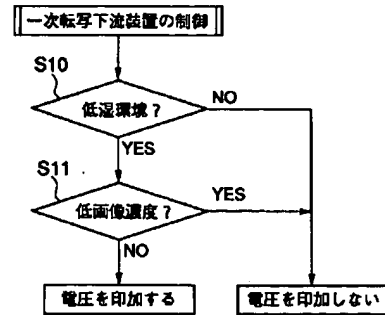 一次転写下流装置の制御
S10
低湿環境?
NO
YES
S11
低画像濃度?
YES
NO
電圧を印加する
電圧を印加しない